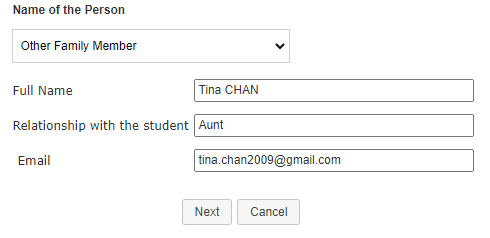 Name of the Person
Other Family Member
Full Name Tina CHAN
Relationship with the student Aunt
Email tina.chan2009@gmail.com
Next Cancel